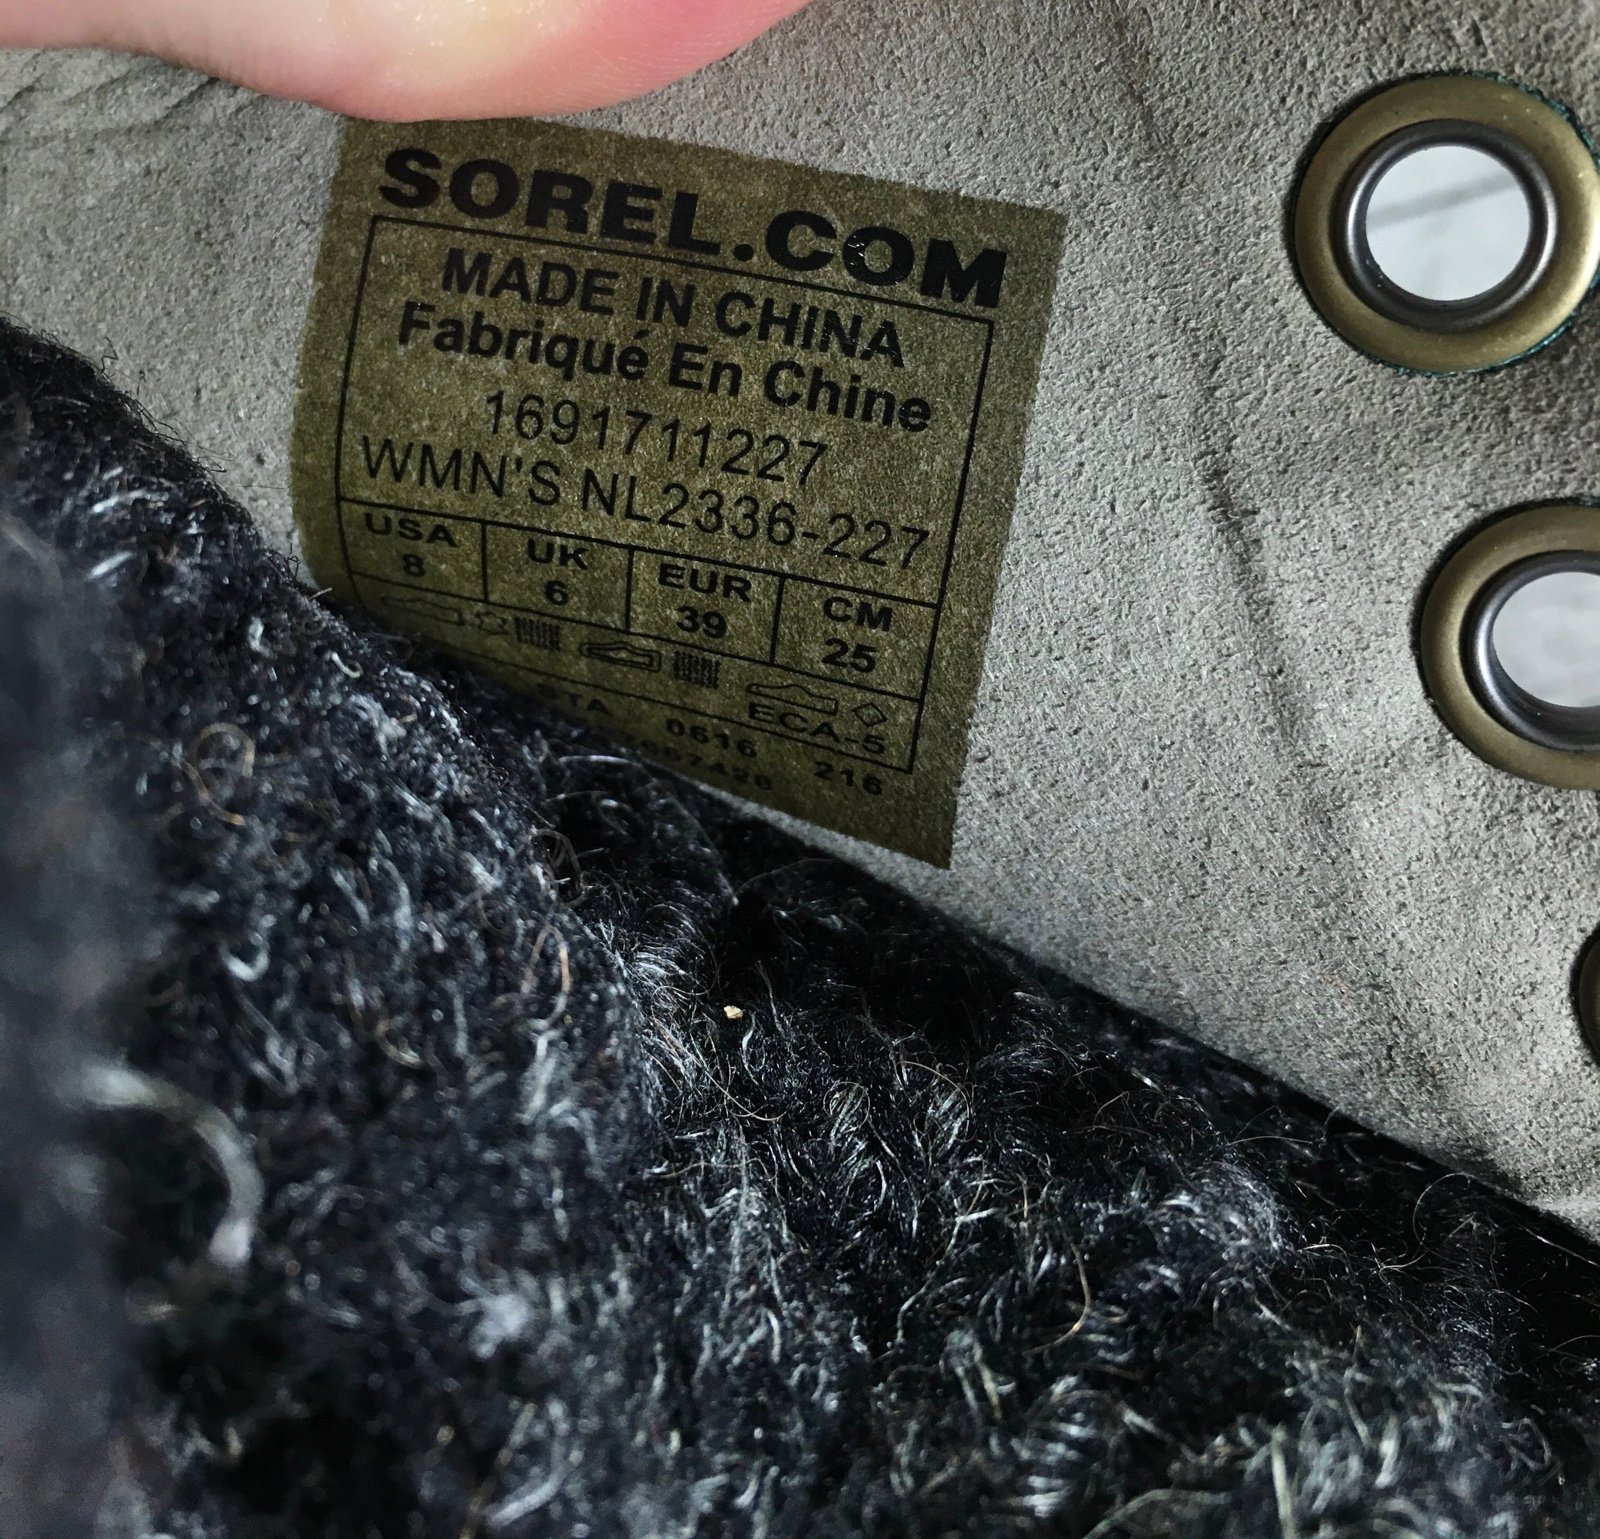 SOREL.COM
MADE IN CHINA
Fabriqué En Chine
1691711227
WMN'S NL2336-227
USA UK EUR CM
8 6 39 25
ECA-5
0616 216